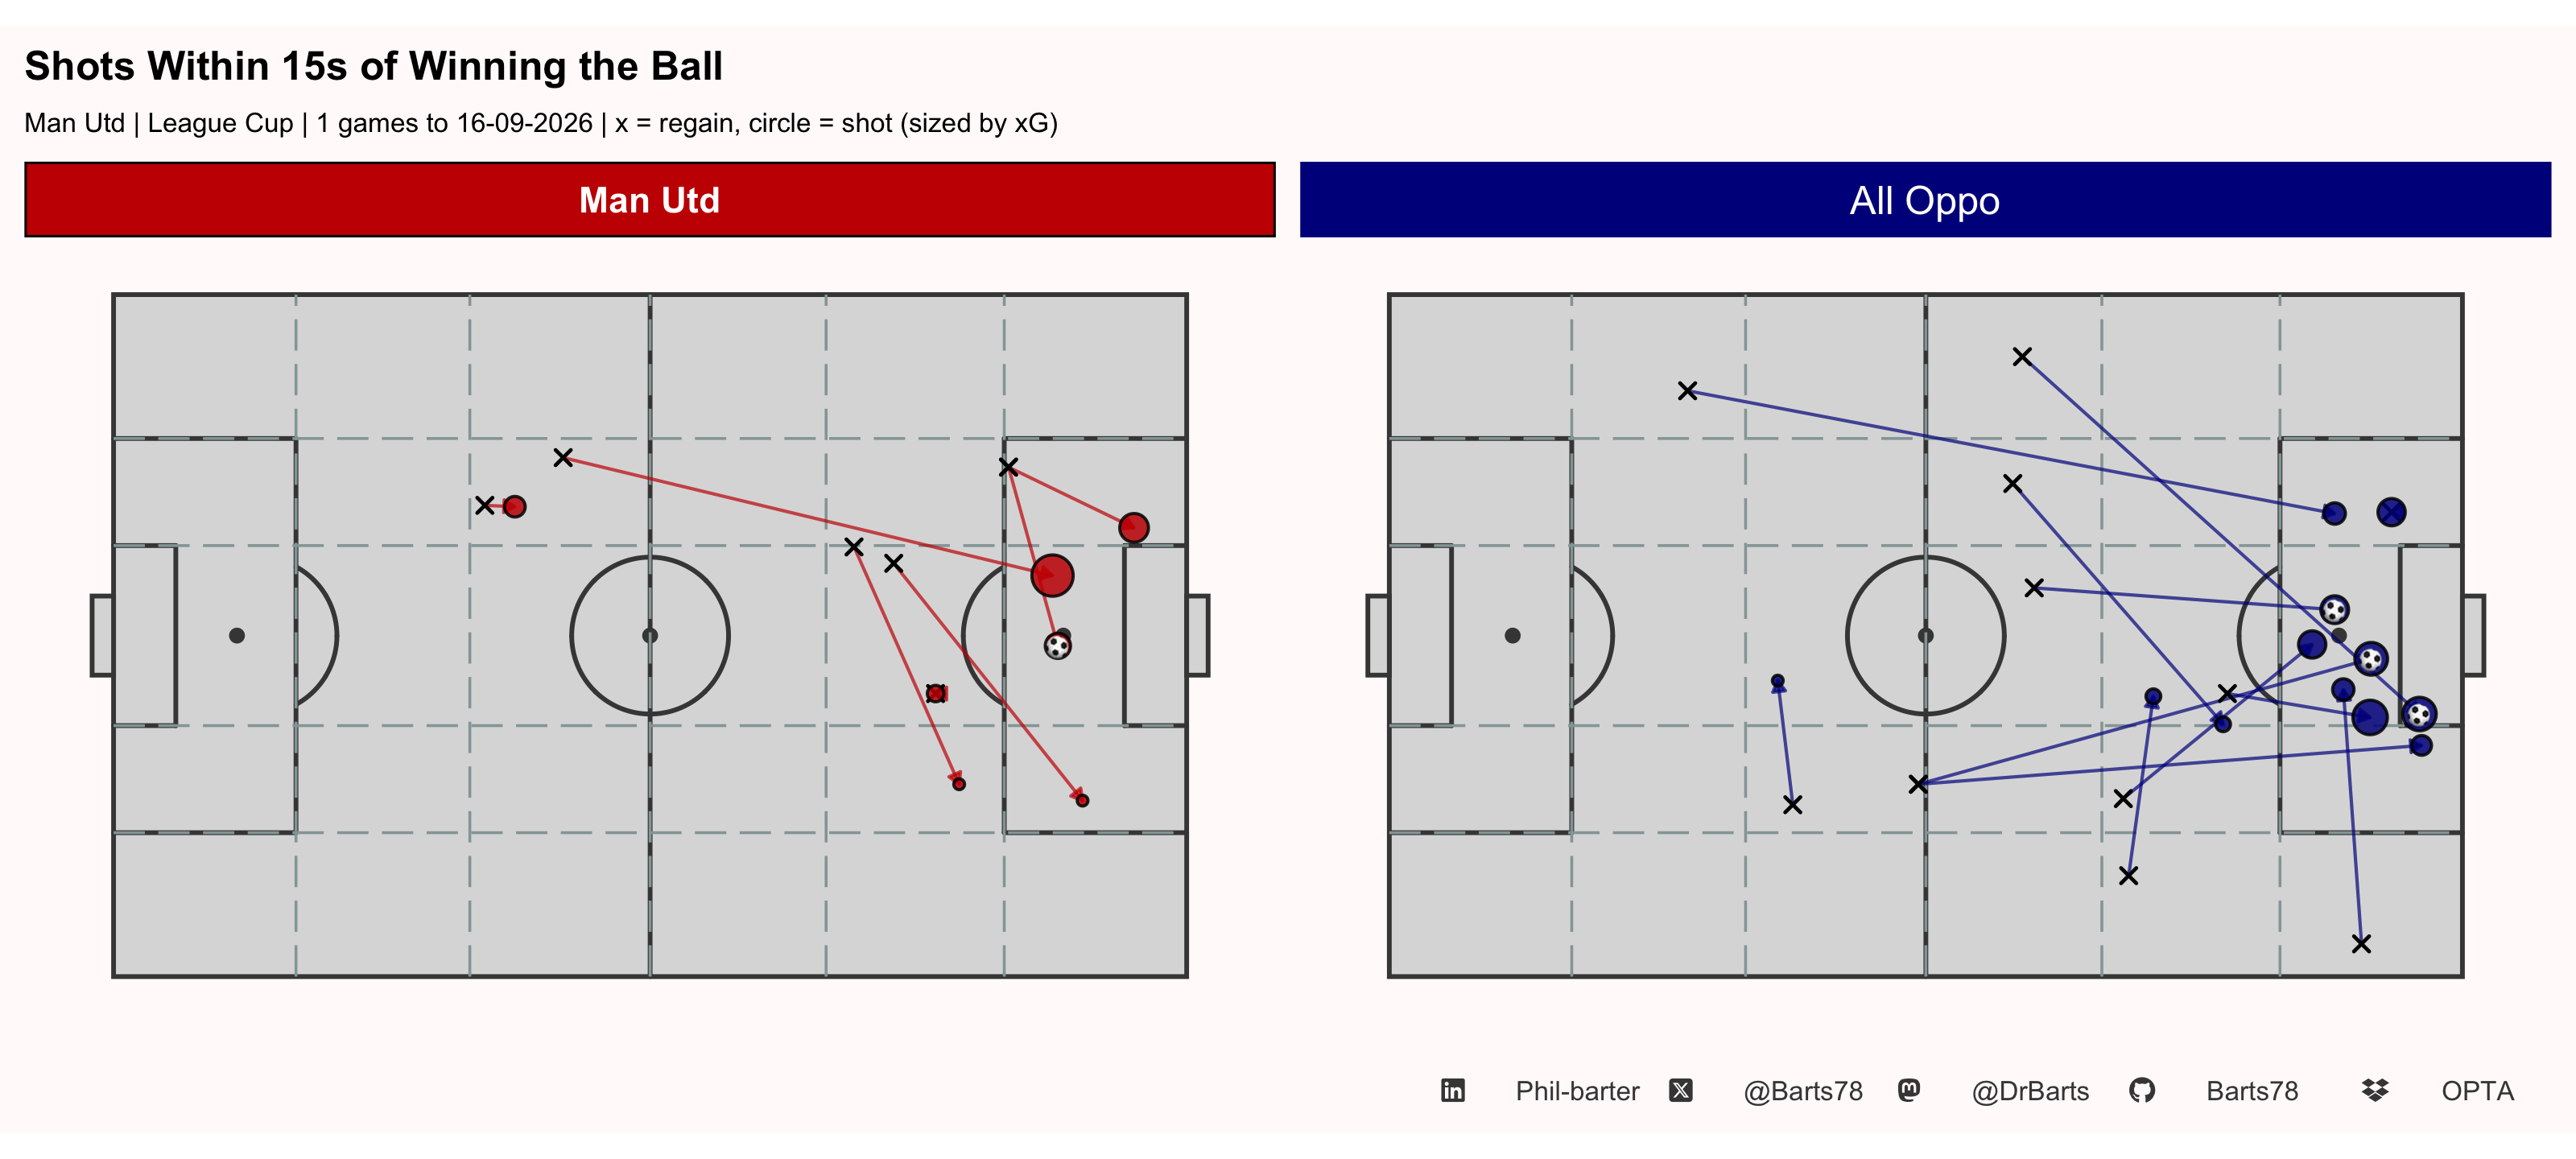 Shots Within 15s of Winning the Ball
Man Utd | League Cup | 1 games to 16-09-2026 | x = regain, circle = shot (sized by xG)
Man Utd
All Oppo
Phil-barter @Barts78 @DrBarts Barts78 OPTA